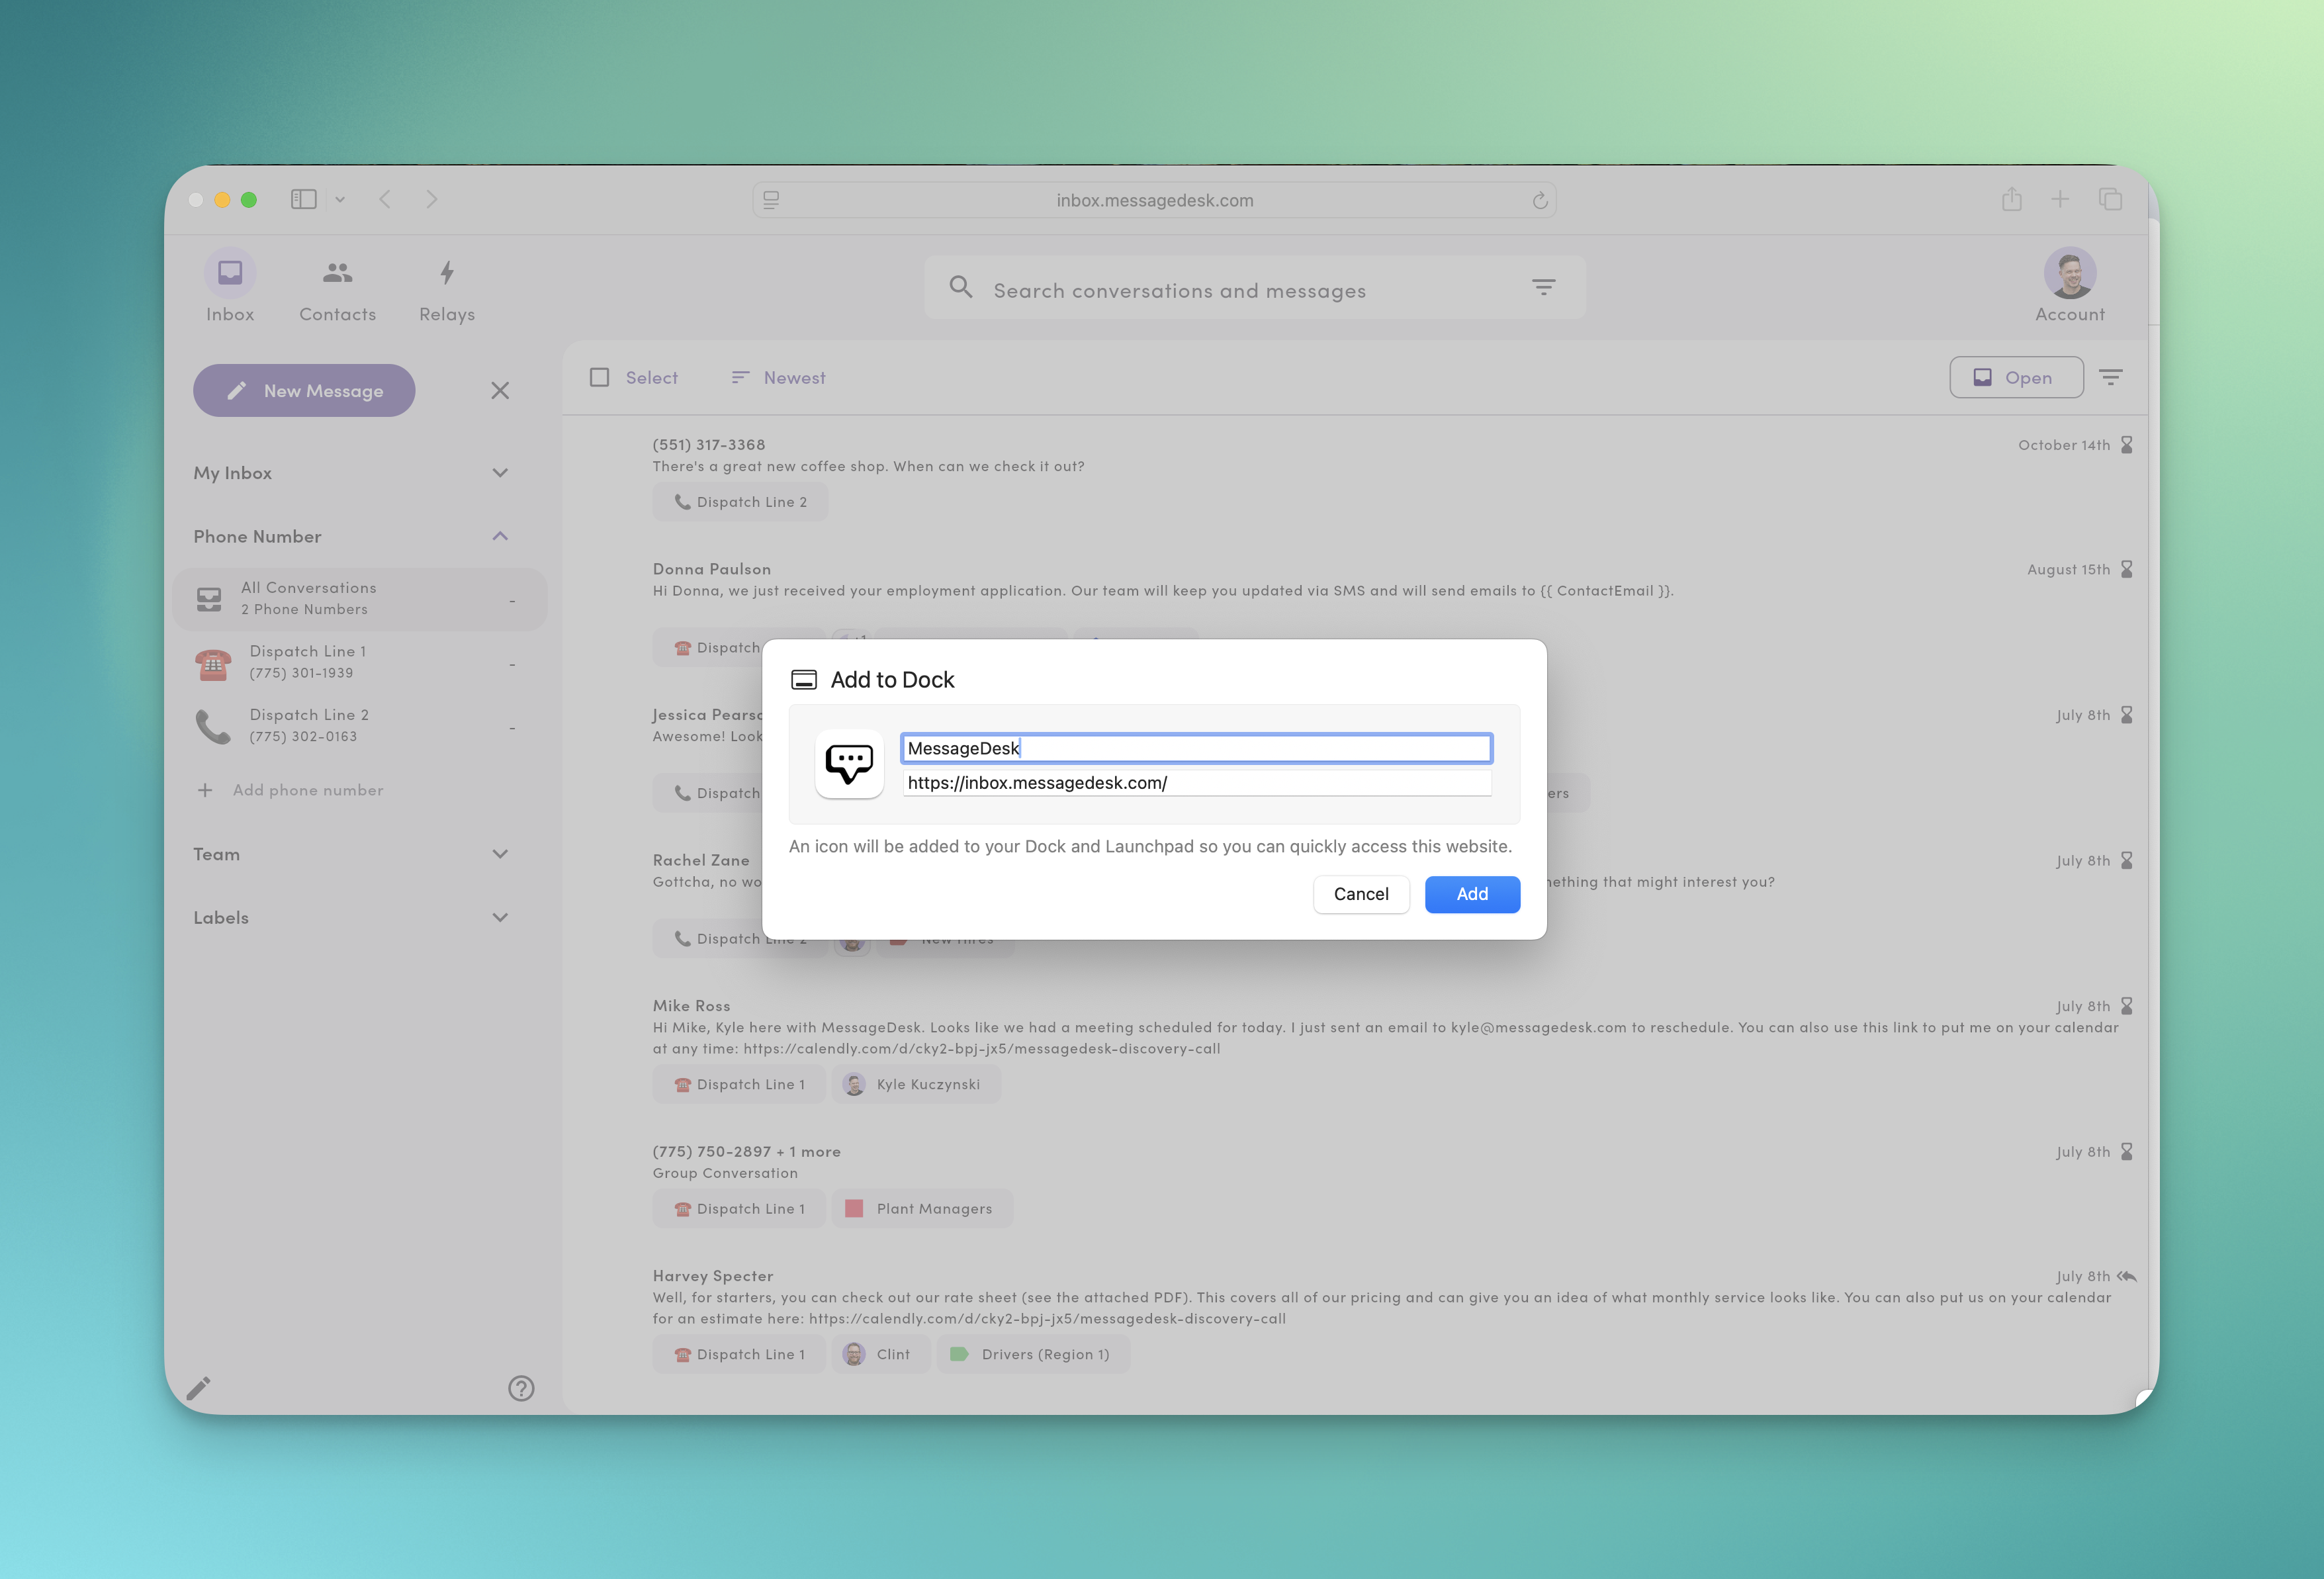 inbox.messagedesk.com
Inbox
Contacts
Relays
Search conversations and messages
Account
New Message
Select
Newest
Open
My Inbox
Phone Number
All Conversations
2 Phone Numbers
-
Dispatch Line 1
(775) 301-1939
-
Dispatch Line 2
(775) 302-0163
-
Add phone number
Team
Labels
(551) 317-3368
October 14th
There's a great new coffee shop. When can we check it out?
Dispatch Line 2
Donna Paulson
August 15th
Hi Donna, we just received your employment application. Our team will keep you updated via SMS and will send emails to {{ ContactEmail }}.
Dispatch
Jessica
July 8th
Awesome!
Dispatch
Add to Dock
MessageDesk
https://inbox.messagedesk.com/
An icon will be added to your Dock and Launchpad so you can quickly access this website.
Cancel
Add
Rachel Zane
July 8th
Gottcha, no
that might interest you?
Dispatch Line 2
New Hires
Mike Ross
July 8th
Hi Mike, Kyle here with MessageDesk. Looks like we had a meeting scheduled for today. I just sent an email to kyle@messagedesk.com to reschedule. You can also use this link to put me on your calendar
at any time: https://calendly.com/d/cky2-bpj-jx5/messagedesk-discovery-call
Dispatch Line 1
Kyle Kuczynski
(775) 750-2897 + 1 more
July 8th
Group Conversation
Dispatch Line 1
Plant Managers
Harvey Specter
July 8th
Well, for starters, you can check out our rate sheet (see the attached PDF). This covers all of our pricing and can give you an idea of what monthly service looks like. You can also put us on your calendar
for an estimate here: https://calendly.com/d/cky2-bpj-jx5/messagedesk-discovery-call
Dispatch Line 1
Clint
Drivers (Region 1)